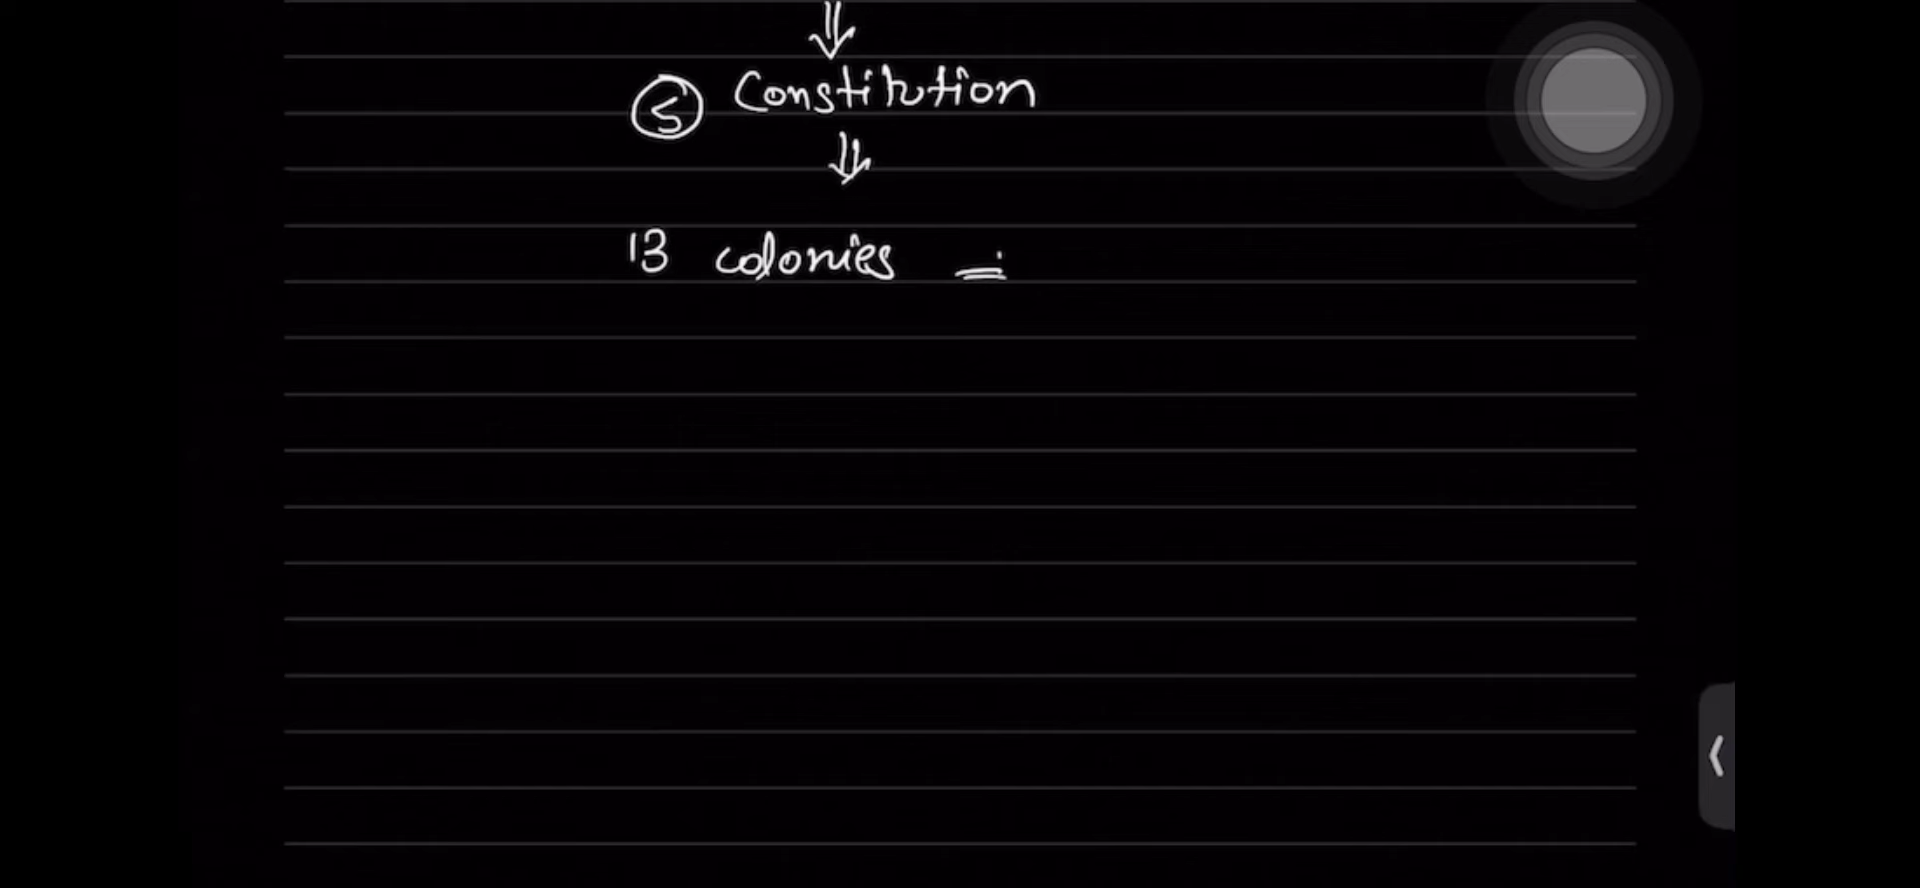 ⇓
⑤ Constitution
⇓
13 colonies =